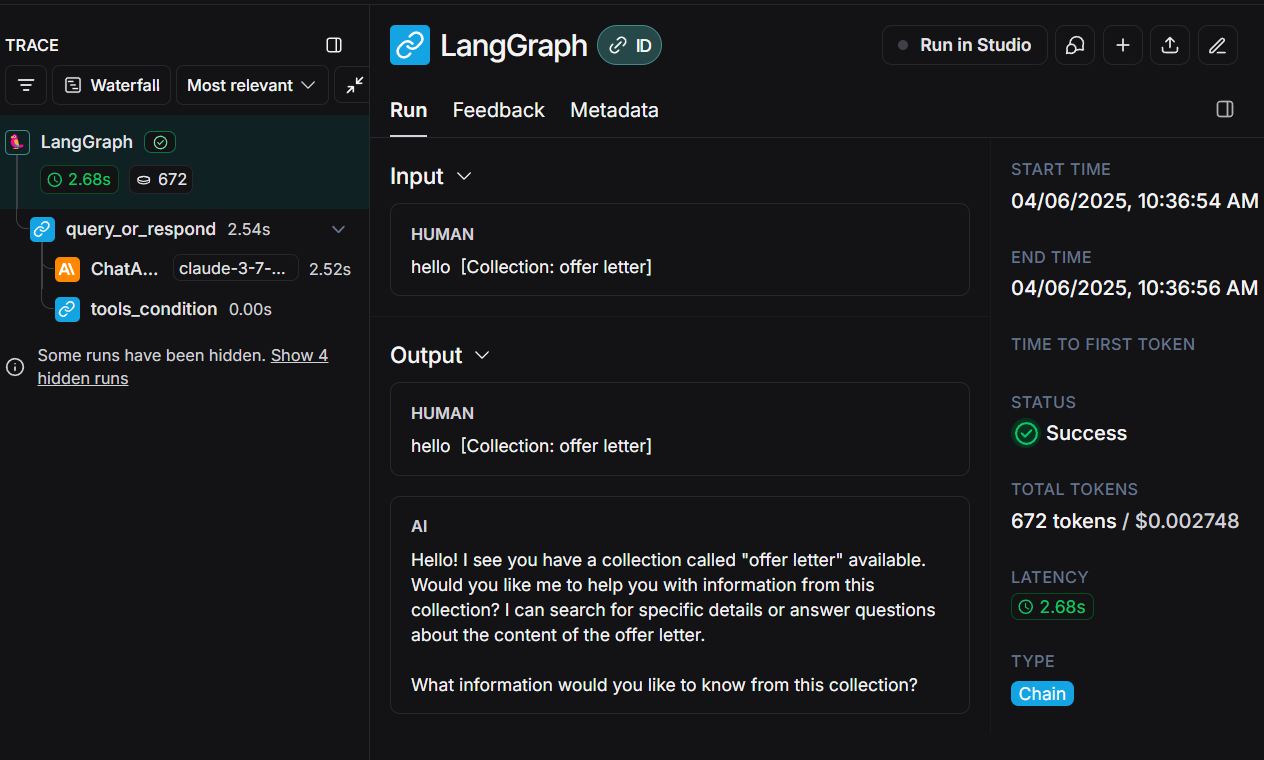 TRACE
Waterfall
Most relevant
LangGraph
2.68s
672
query_or_respond 2.54s
ChatA... claude-3-7-... 2.52s
tools_condition 0.00s
Some runs have been hidden. Show 4
hidden runs
LangGraph
ID
Run in Studio
Run Feedback Metadata
Input
HUMAN
hello [Collection: offer letter]
Output
HUMAN
hello [Collection: offer letter]
AI
Hello! I see you have a collection called "offer letter" available.
Would you like me to help you with information from this
collection? I can search for specific details or answer questions
about the content of the offer letter.
What information would you like to know from this collection?
START TIME
04/06/2025, 10:36:54 AM
END TIME
04/06/2025, 10:36:56 AM
TIME TO FIRST TOKEN
STATUS
Success
TOTAL TOKENS
672 tokens / $0.002748
LATENCY
2.68s
TYPE
Chain